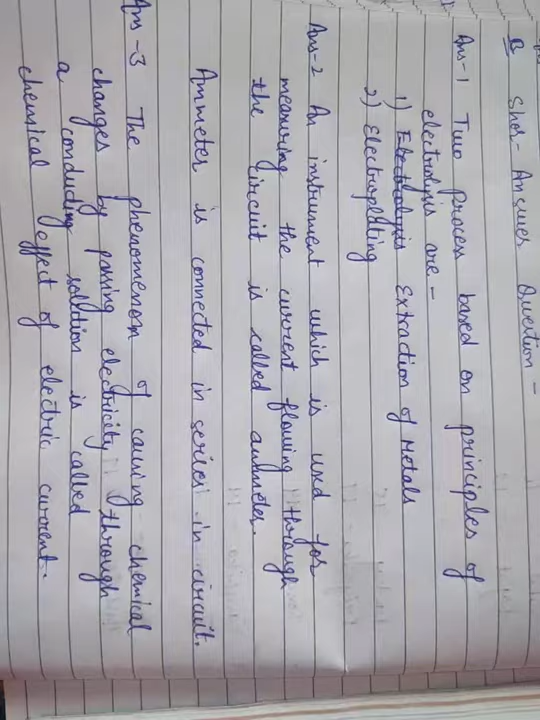 B Short-Answes Question -
Ans-1 Two Process based on principles of
electrolysis are -
1) Electrolysis Extraction of Metals
2) Electroplating
Ans-2 An instrument which is used for
measuring the current flowing through
the circuit is called ammeter.
Ammeter is connected in series in circuit.
Ans-3 The phenomenon of causing chemical
changes by passing electricity through
a conducting solution is called
chemical effect of electric current.